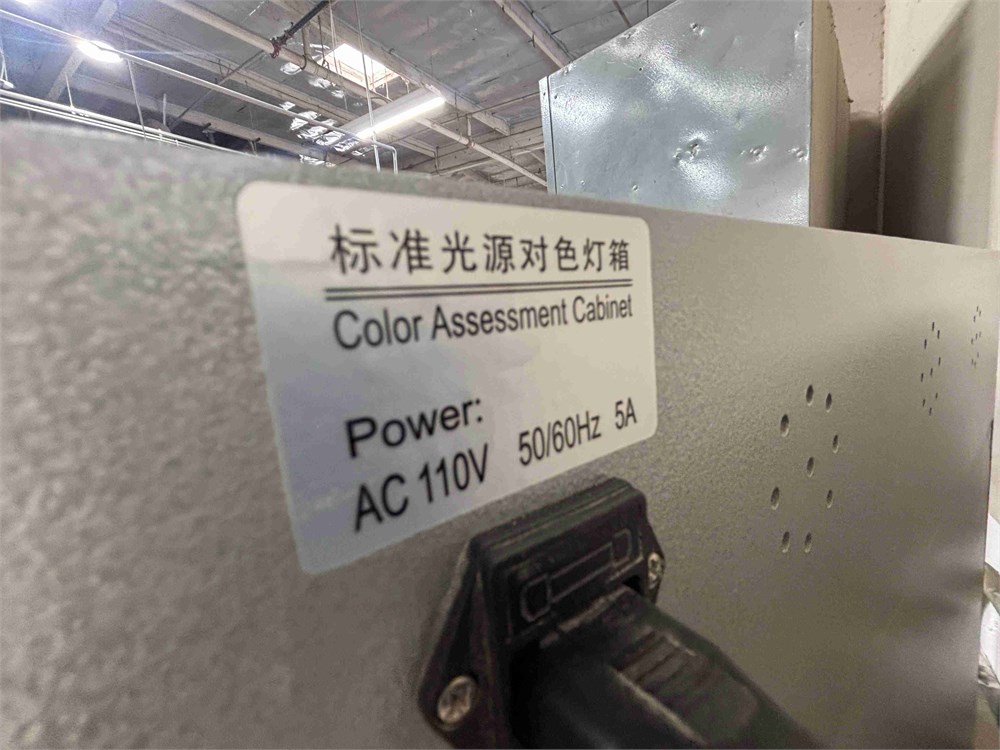 标准光源对色灯箱
Color Assessment Cabinet
Power:
AC 110V 50/60Hz 5A